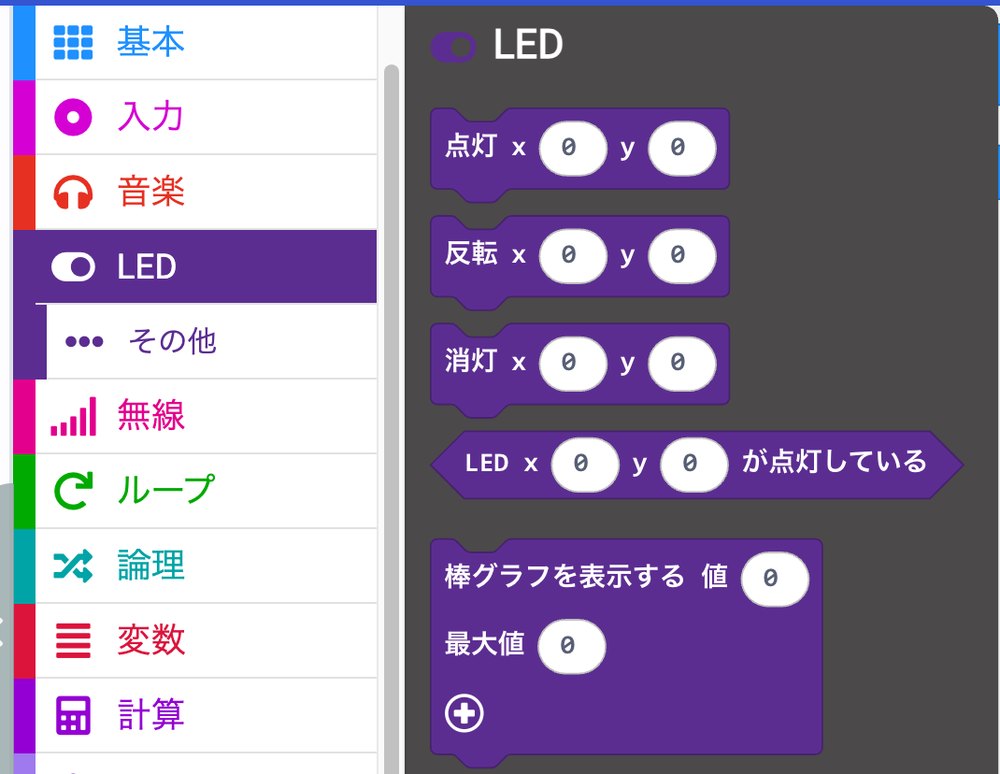 基本
入力
音楽
LED
その他
無線
ループ
論理
変数
計算
LED
点灯 x 0 y 0
反転 x 0 y 0
消灯 x 0 y 0
LED x 0 y 0 が点灯している
棒グラフを表示する 値 0
最大値 0